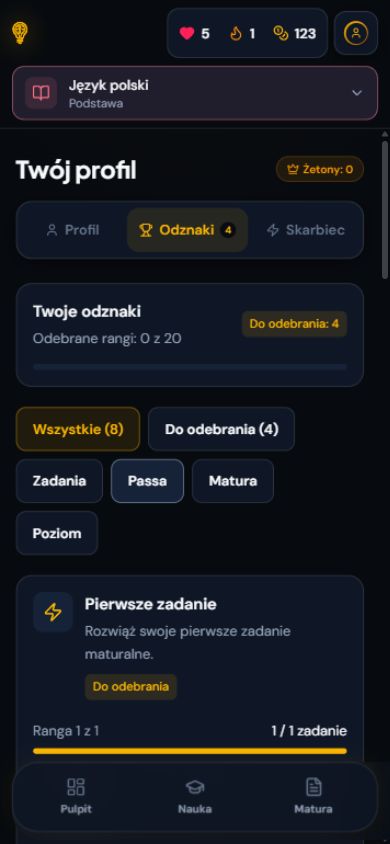 5 1 123
Język polski
Podstawa
Twój profil
Żetony: 0
Profil Odznaki 4 Skarbiec
Twoje odznaki
Odebrane rangi: 0 z 20
Do odebrania: 4
Wszystkie (8) Do odebrania (4)
Zadania Passa Matura
Poziom
Pierwsze zadanie
Rozwiąż swoje pierwsze zadanie
maturalne.
Do odebrania
Ranga 1 z 1 1 / 1 zadanie
Pulpit Nauka Matura